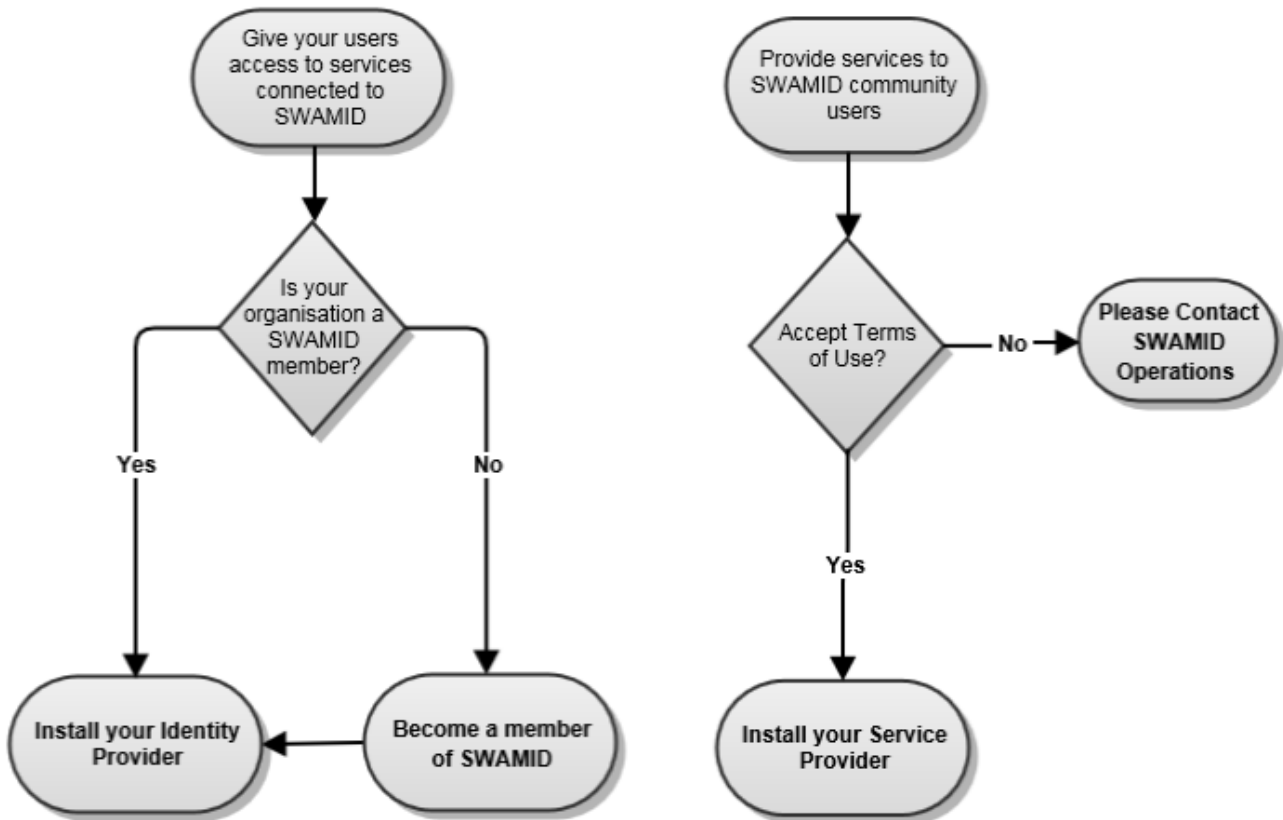 Give your users
access to services
connected to
SWAMID
Is your
organisation a
SWAMID
member?
Yes
No
Install your Identity
Provider
Become a member
of SWAMID
Provide services to
SWAMID community
users
Accept Terms
of Use?
No
Please Contact
SWAMID
Operations
Yes
Install your Service
Provider